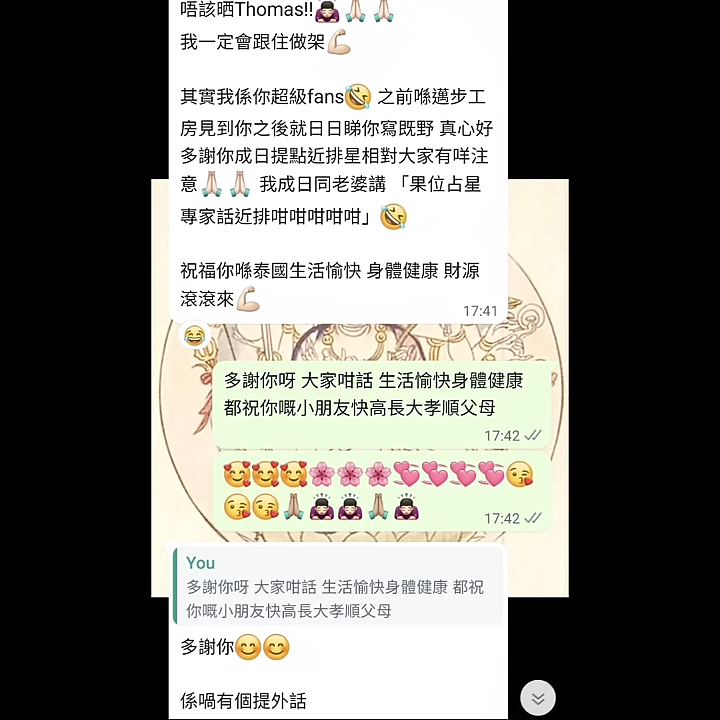 唔該晒Thomas!!🙇🏻‍♂️🙏🏻🙏🏻
我一定會跟住做架💪🏻
其實我係你超級fans🤣 之前喺邁步工
房見到你之後就日日睇你寫既野 真心好
多謝你成日提點近排星相對大家有咩注
意🙏🏻🙏🏻 我成日同老婆講 「果位占星
專家話近排咁咁咁咁咁」🤣
祝福你喺泰國生活愉快 身體健康 財源
滾滾來💪🏻
17:41
😂
多謝你呀 大家咁話 生活愉快身體健康
都祝你嘅小朋友快高長大孝順父母
17:42
🥰🥰🥰🌸🌸🌸💞💞💞💞😘
😘😘🙏🏽🙇🏻‍♂️🙇🏻‍♂️🙏🏽🙇🏻‍♂️
17:42
You
多謝你呀 大家咁話 生活愉快身體健康 都祝
你嘅小朋友快高長大孝順父母
多謝你😊😊
係喎有個提外話